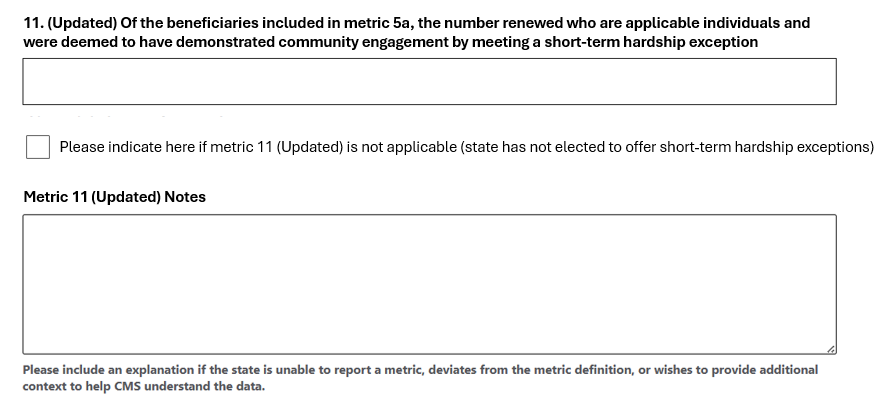 11. (Updated) Of the beneficiaries included in metric 5a, the number renewed who are applicable individuals and
were deemed to have demonstrated community engagement by meeting a short-term hardship exception
Please indicate here if metric 11 (Updated) is not applicable (state has not elected to offer short-term hardship exceptions)
Metric 11 (Updated) Notes
Please include an explanation if the state is unable to report a metric, deviates from the metric definition, or wishes to provide additional
context to help CMS understand the data.